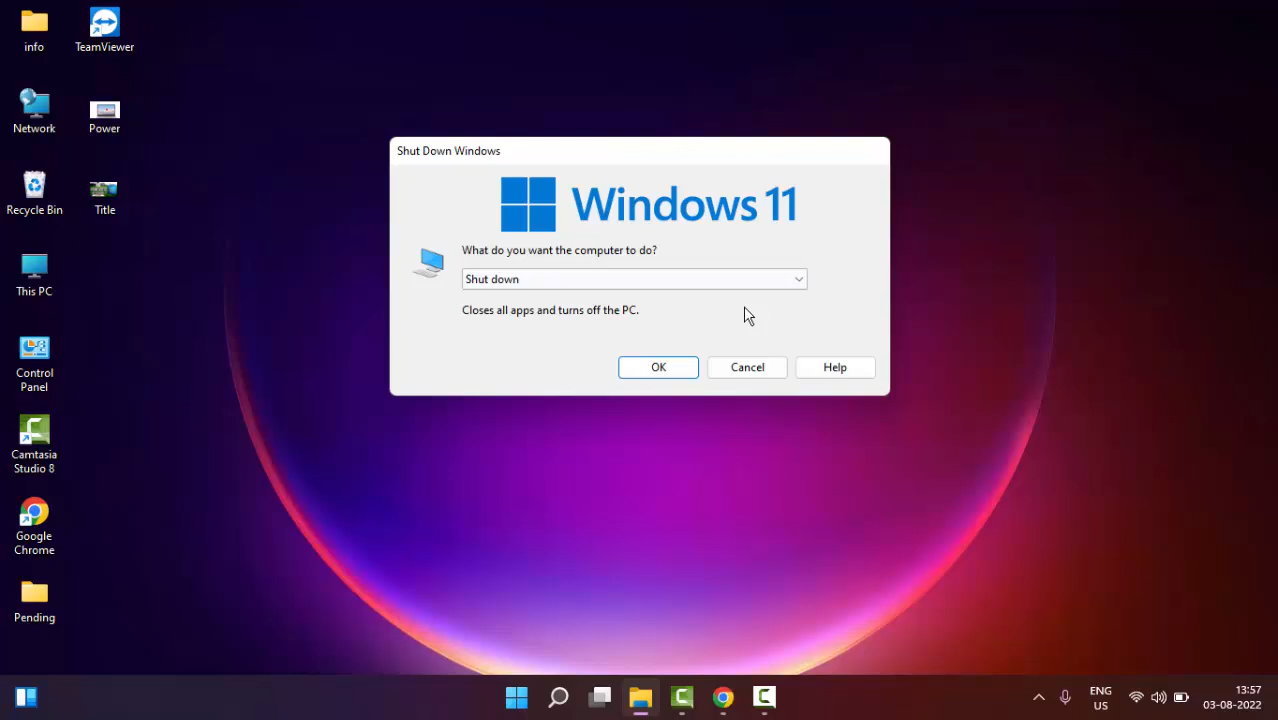 info
TeamViewer
Network
Power
Recycle Bin
Title
This PC
Control
Panel
Camtasia
Studio 8
Google
Chrome
Pending
Shut Down Windows
Windows 11
What do you want the computer to do?
Shut down
Closes all apps and turns off the PC.
OK
Cancel
Help
ENG
US
13:57
03-08-2022